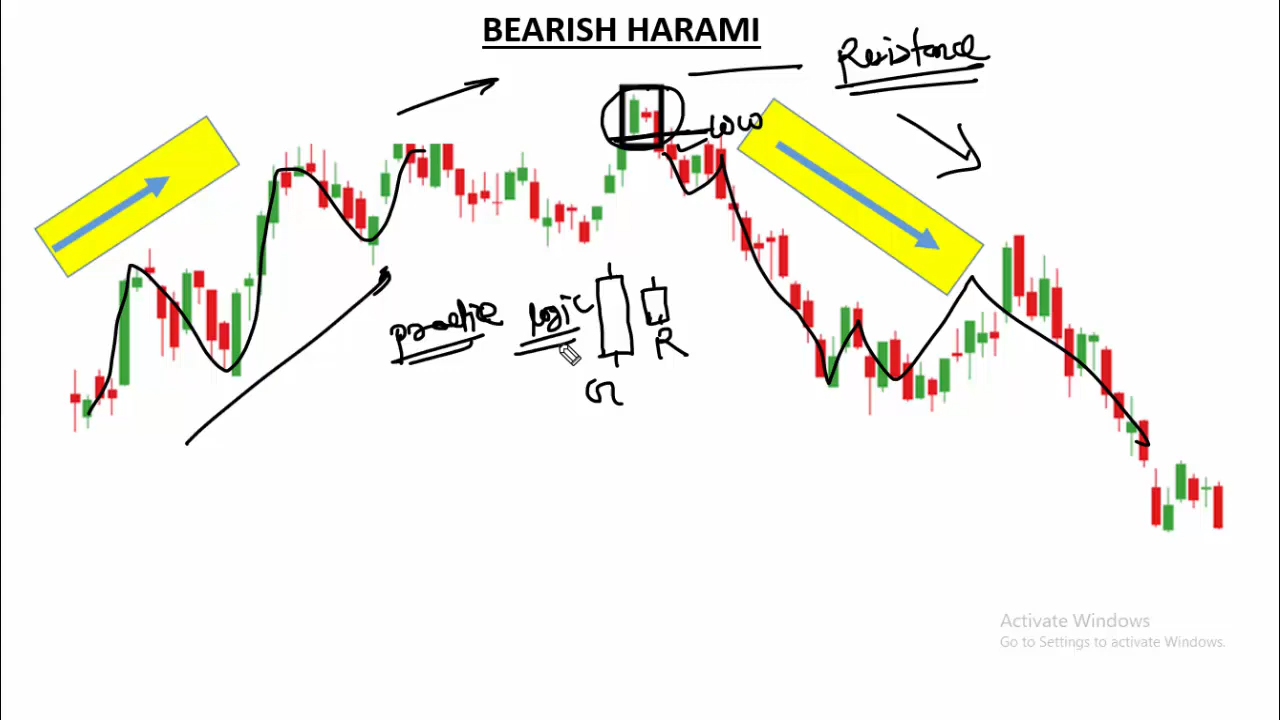 BEARISH HARAMI
Resistance
practice logic
R
G
Activate Windows
Go to Settings to activate Windows.